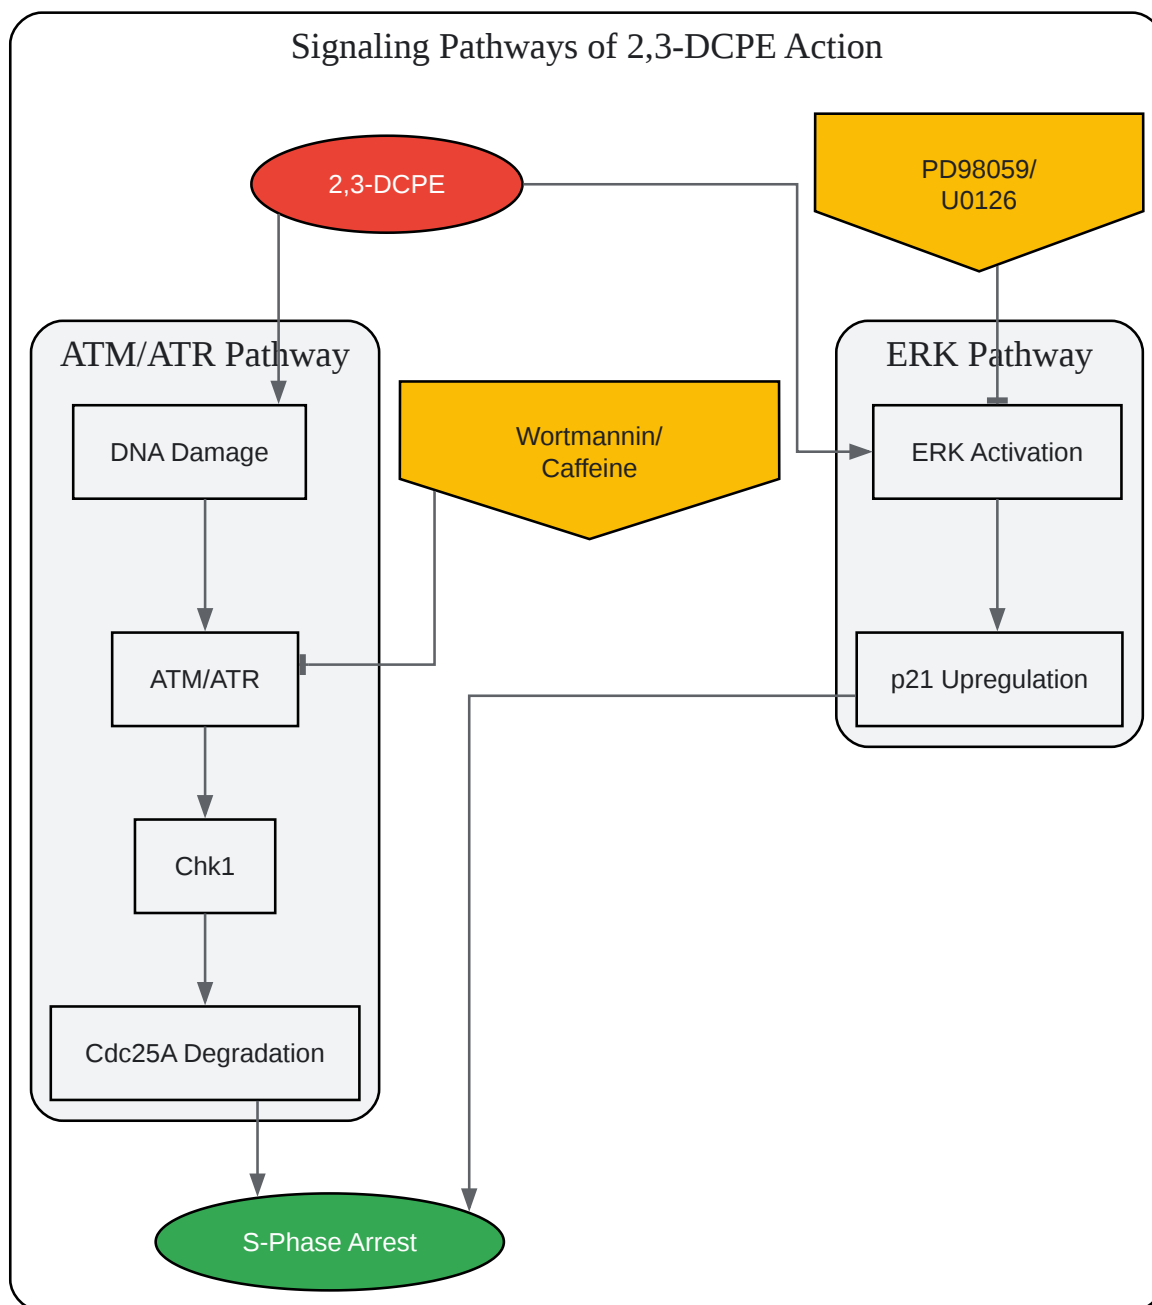 Signaling Pathways of 2,3-DCPE Action
2,3-DCPE
PD98059/
U0126
ATM/ATR Pathway
ERK Pathway
DNA Damage
Wortmannin/
Caffeine
ERK Activation
ATM/ATR
p21 Upregulation
Chk1
Cdc25A Degradation
S-Phase Arrest